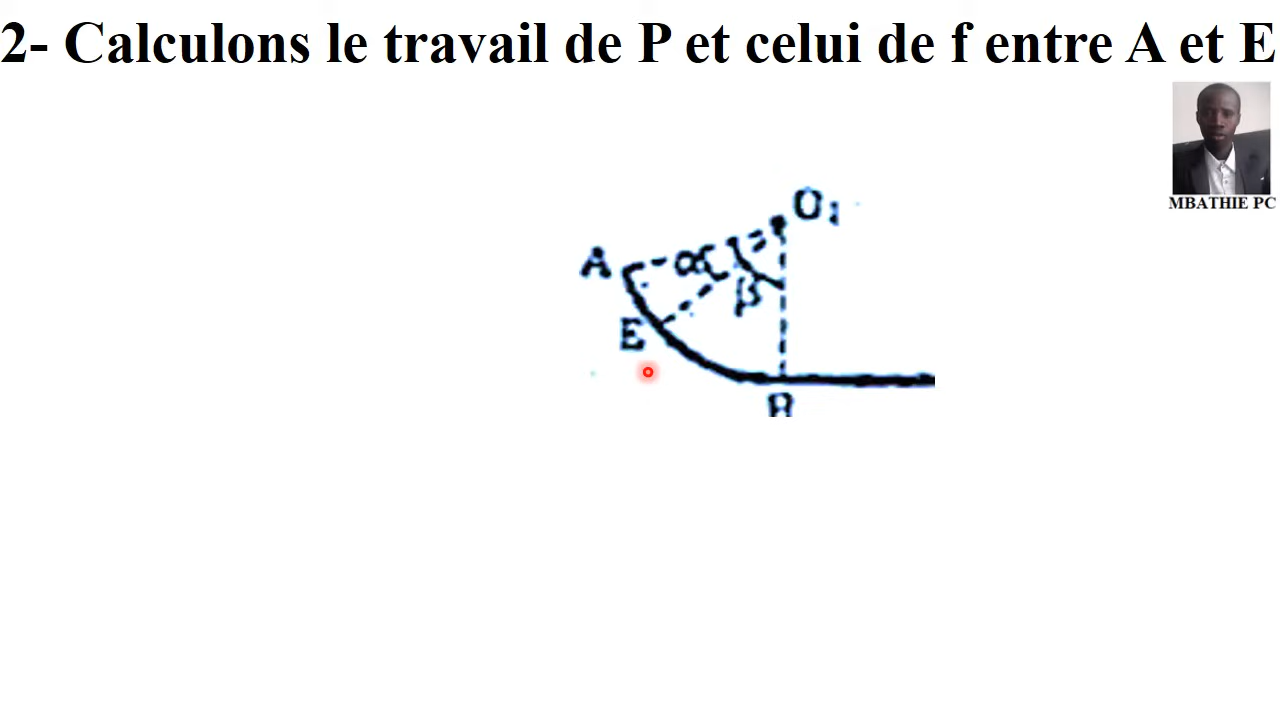 2- Calculons le travail de P et celui de f entre A et E
MBATHIE PC
O₁
A
α
β
E
B